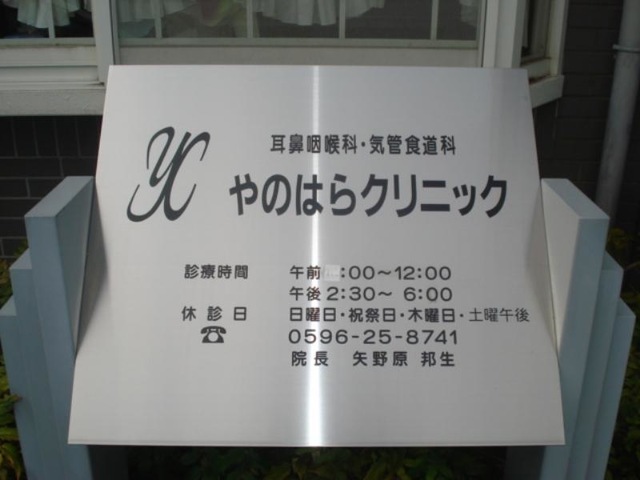 耳鼻咽喉科・気管食道科
YC やのはらクリニック
診療時間 午前 :00～12:00
午後 2:30～ 6:00
休診日 日曜日・祝祭日・木曜日・土曜午後
☎ 0596-25-8741
院長 矢野原 邦生